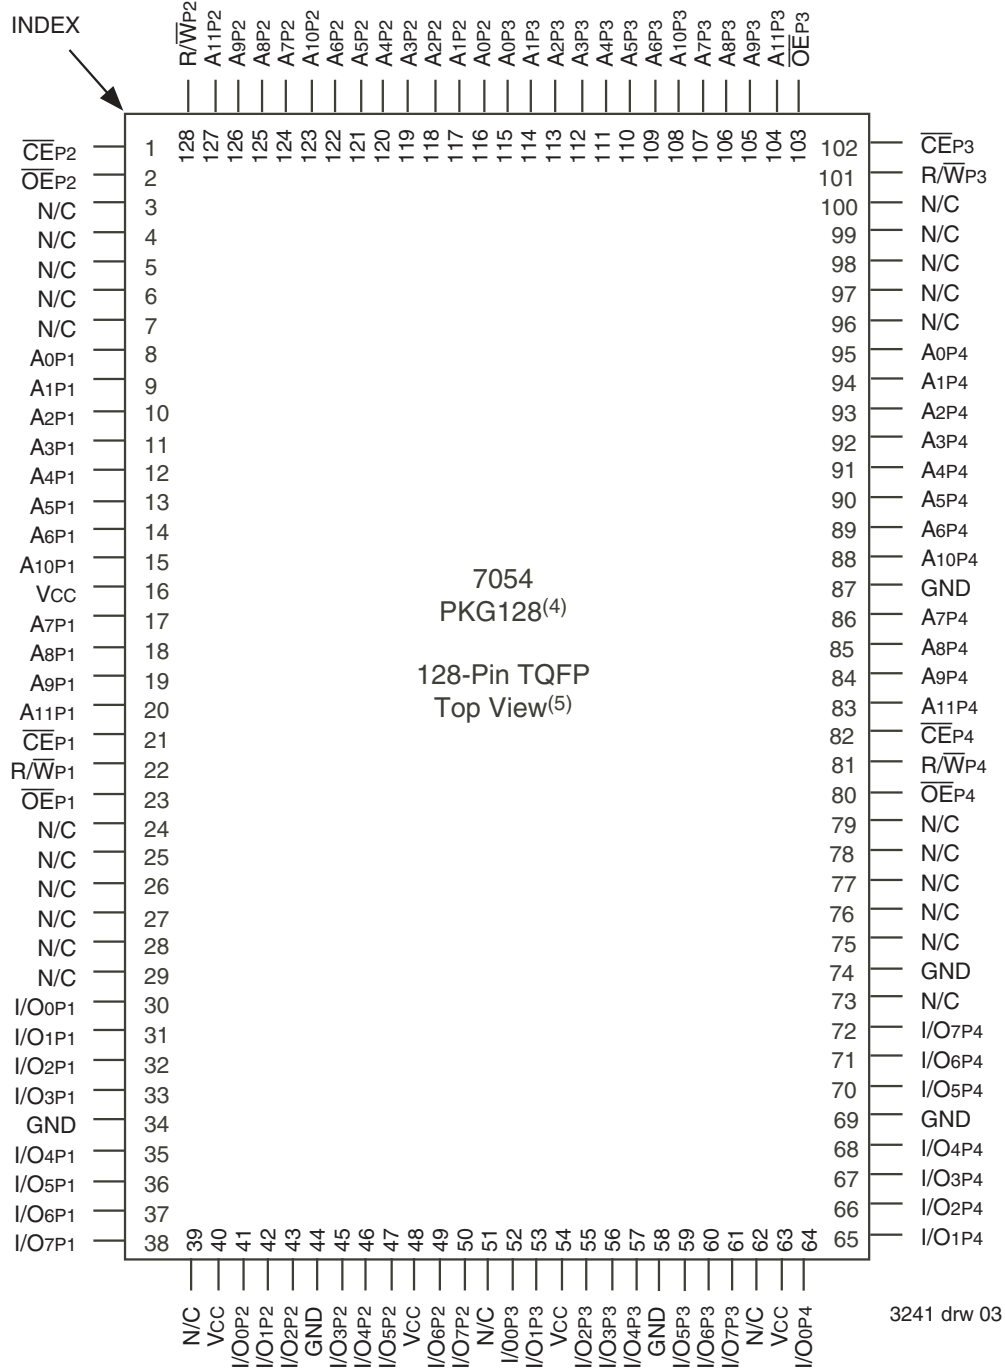 INDEX
R/W̅P2 A11P2 A9P2 A8P2 A7P2 A10P2 A6P2 A5P2 A4P2 A3P2 A2P2 A1P2 A0P2 A0P3 A1P3 A2P3 A3P3 A4P3 A5P3 A6P3 A10P3 A7P3 A8P3 A9P3 A11P3 O̅E̅P3
128 127 126 125 124 123 122 121 120 119 118 117 116 115 114 113 112 111 110 109 108 107 106 105 104 103
C̅E̅P2 1 102 C̅E̅P3
O̅E̅P2 2 101 R/W̅P3
N/C 3 100 N/C
N/C 4 99 N/C
N/C 5 98 N/C
N/C 6 97 N/C
N/C 7 96 N/C
A0P1 8 95 A0P4
A1P1 9 94 A1P4
A2P1 10 93 A2P4
A3P1 11 92 A3P4
A4P1 12 91 A4P4
A5P1 13 90 A5P4
A6P1 14 89 A6P4
A10P1 15 88 A10P4
VCC 16 87 GND
A7P1 17 86 A7P4
A8P1 18 85 A8P4
A9P1 19 84 A9P4
A11P1 20 83 A11P4
C̅E̅P1 21 82 C̅E̅P4
R/W̅P1 22 81 R/W̅P4
O̅E̅P1 23 80 O̅E̅P4
N/C 24 79 N/C
N/C 25 78 N/C
N/C 26 77 N/C
N/C 27 76 N/C
N/C 28 75 N/C
N/C 29 74 GND
I/O0P1 30 73 N/C
I/O1P1 31 72 I/O7P4
I/O2P1 32 71 I/O6P4
I/O3P1 33 70 I/O5P4
GND 34 69 GND
I/O4P1 35 68 I/O4P4
I/O5P1 36 67 I/O3P4
I/O6P1 37 66 I/O2P4
I/O7P1 38 65 I/O1P4
7054
PKG128(4)
128-Pin TQFP
Top View(5)
39 40 41 42 43 44 45 46 47 48 49 50 51 52 53 54 55 56 57 58 59 60 61 62 63 64
N/C VCC I/O0P2 I/O1P2 I/O2P2 GND I/O3P2 I/O4P2 I/O5P2 VCC I/O6P2 I/O7P2 N/C I/00P3 I/O1P3 VCC I/O2P3 I/O3P3 I/O4P3 GND I/O5P3 I/O6P3 I/O7P3 N/C VCC I/O0P4
3241 drw 03